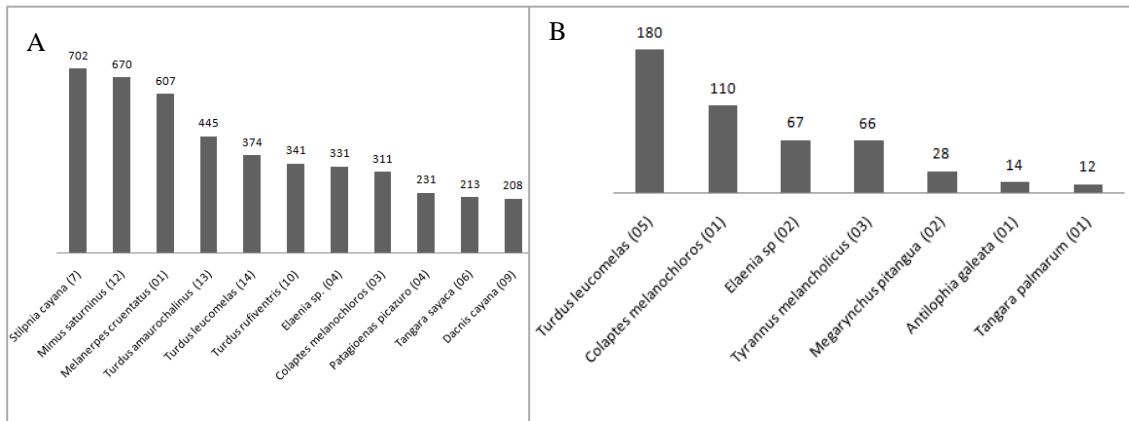 A
702
670
607
445
374
341
331
311
231
213
208
Stilpnia cayana (7)
Mimus saturninus (12)
Melanerpes cruentatus (01)
Turdus amaurochalinus (13)
Turdus leucomelas (14)
Turdus rufiventris (10)
Elaenia sp. (04)
Colaptes melanochloros (03)
Patagioenas picazuro (04)
Tangara sayaca (06)
Dacnis cayana (09)
B
180
110
67
66
28
14
12
Turdus leucomelas (05)
Colaptes melanochloros (01)
Elaenia sp (02)
Tyrannus melancholicus (03)
Megarynchus pitangua (02)
Antilophia galeata (01)
Tangara palmarum (01)